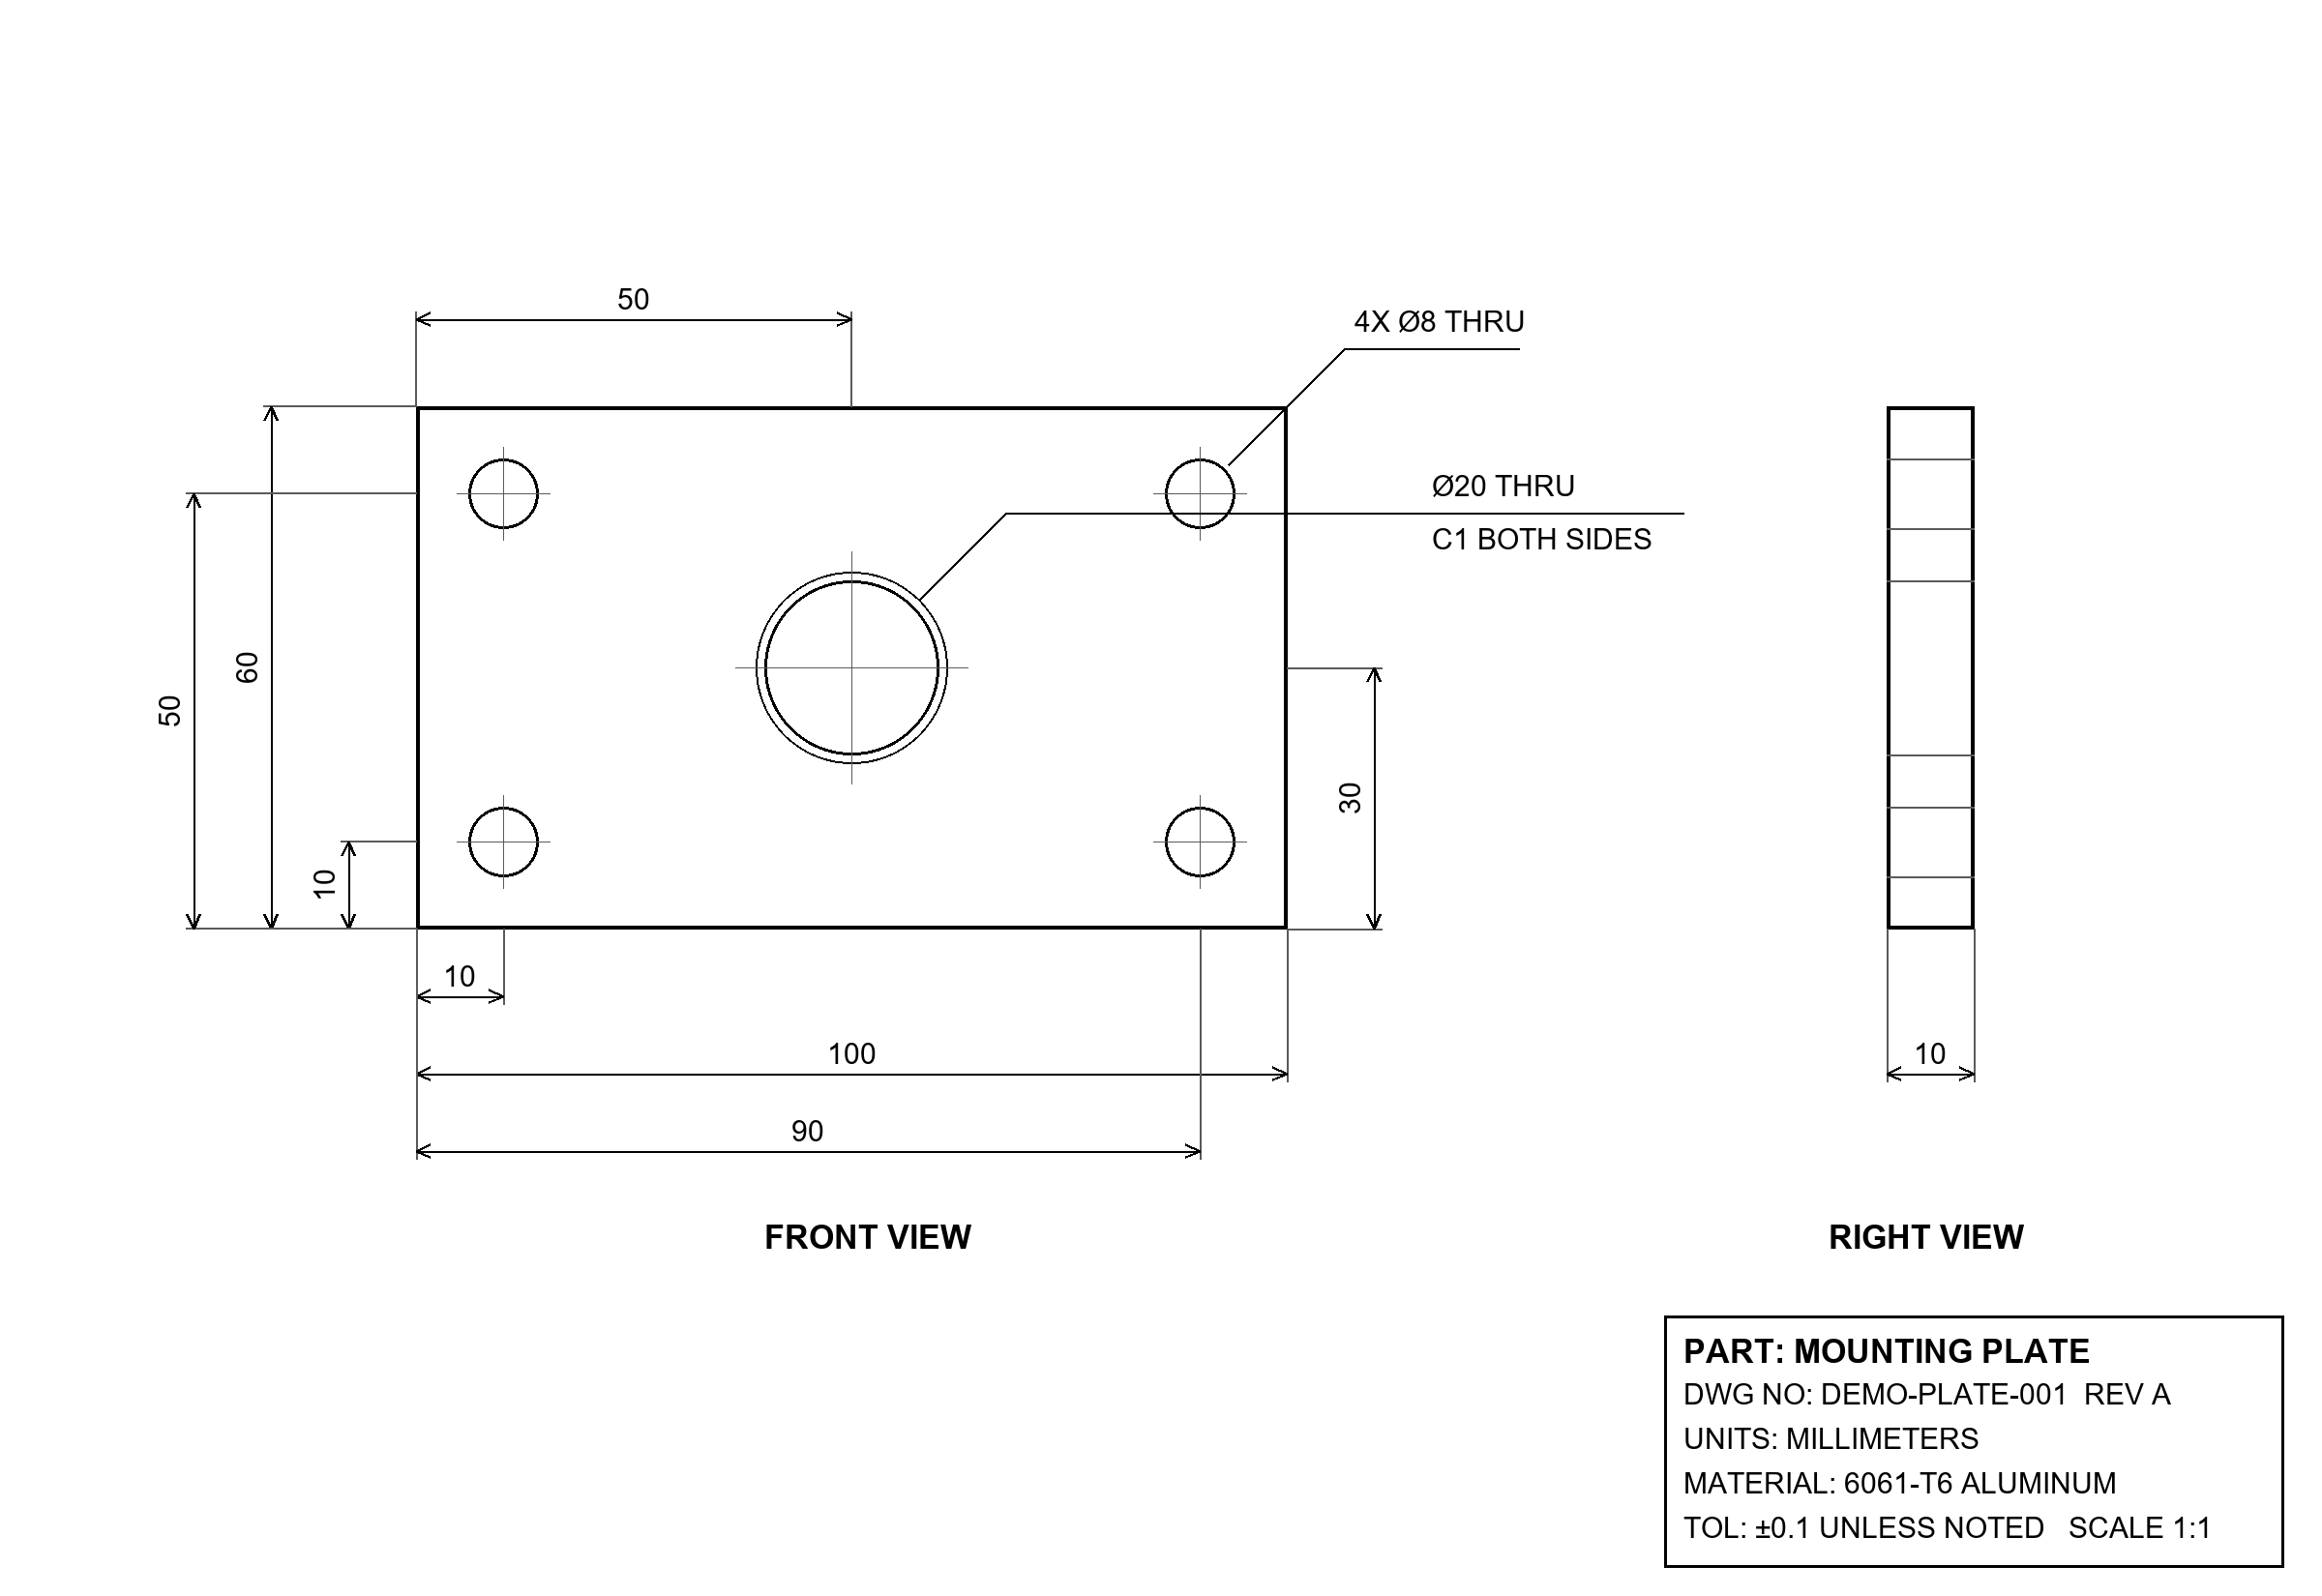 50
4X Ø8 THRU
Ø20 THRU
C1 BOTH SIDES
60
50
30
10
10
100
10
90
FRONT VIEW
RIGHT VIEW
PART: MOUNTING PLATE
DWG NO: DEMO-PLATE-001  REV A
UNITS: MILLIMETERS
MATERIAL: 6061-T6 ALUMINUM
TOL: ±0.1 UNLESS NOTED   SCALE 1:1